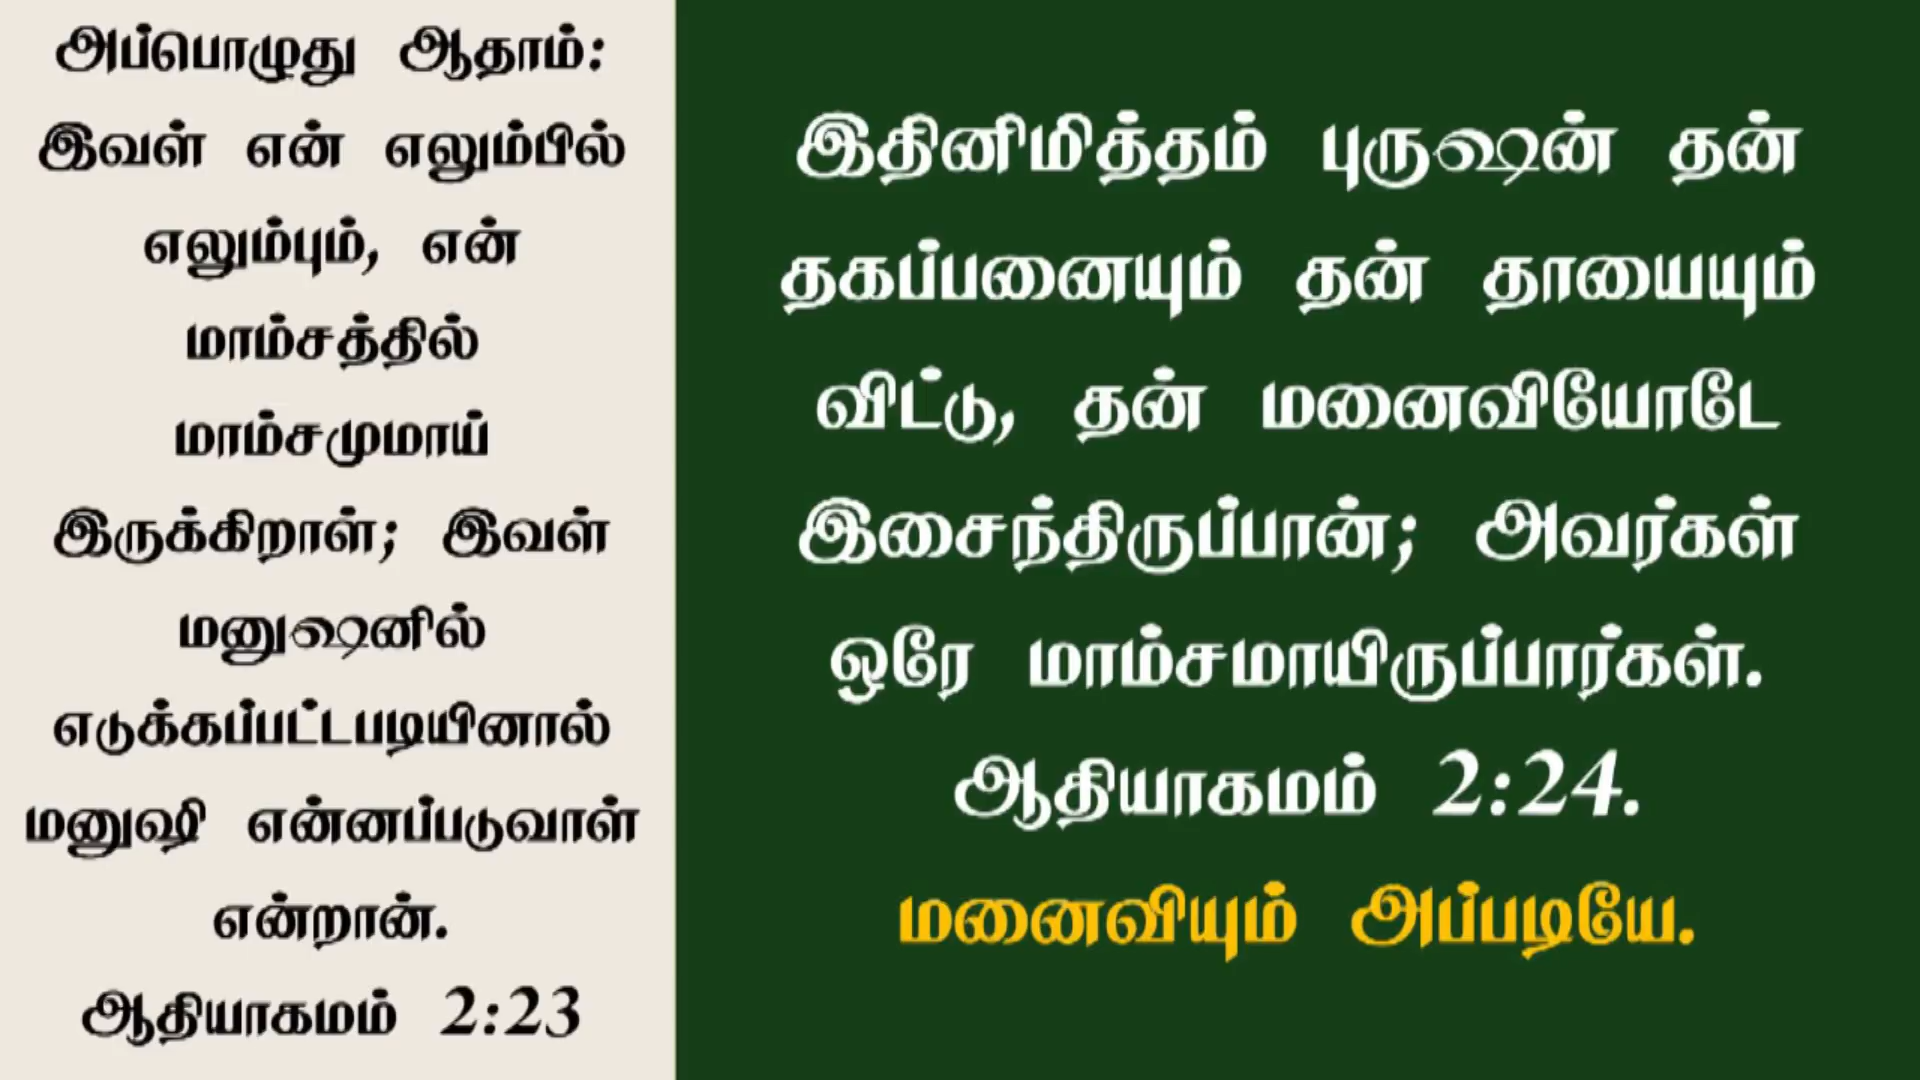 அப்பொழுது ஆதாம்:
இவள் என் எலும்பில்
எலும்பும், என்
மாம்சத்தில்
மாம்சமுமாய்
இருக்கிறாள்; இவள்
மனுஷனில்
எடுக்கப்பட்டபடியினால்
மனுஷி என்னப்படுவாள்
என்றான்.
ஆதியாகமம் 2:23
இதினிமித்தம் புருஷன் தன்
தகப்பனையும் தன் தாயையும்
விட்டு, தன் மனைவியோடே
இசைந்திருப்பான்; அவர்கள்
ஒரே மாம்சமாயிருப்பார்கள்.
ஆதியாகமம் 2:24.
மனைவியும் அப்படியே.